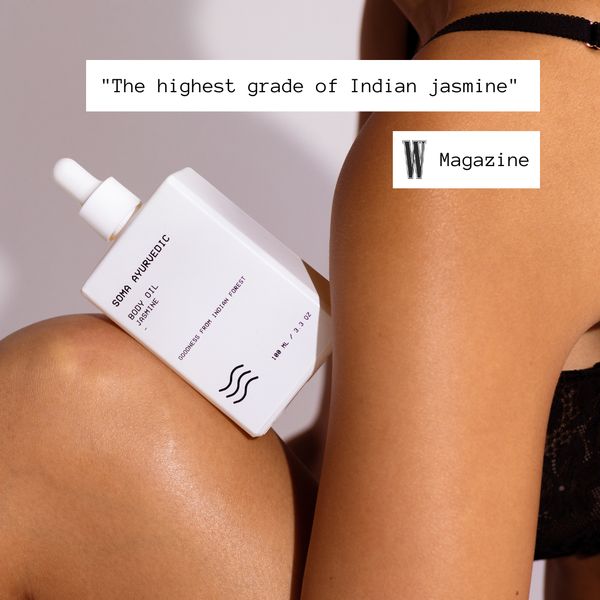 "The highest grade of Indian jasmine"
W Magazine
SOMA AYURVEDIC
BODY OIL
JASMINE
GOODNESS FROM INDIAN FOREST
100 ML / 3.3 OZ